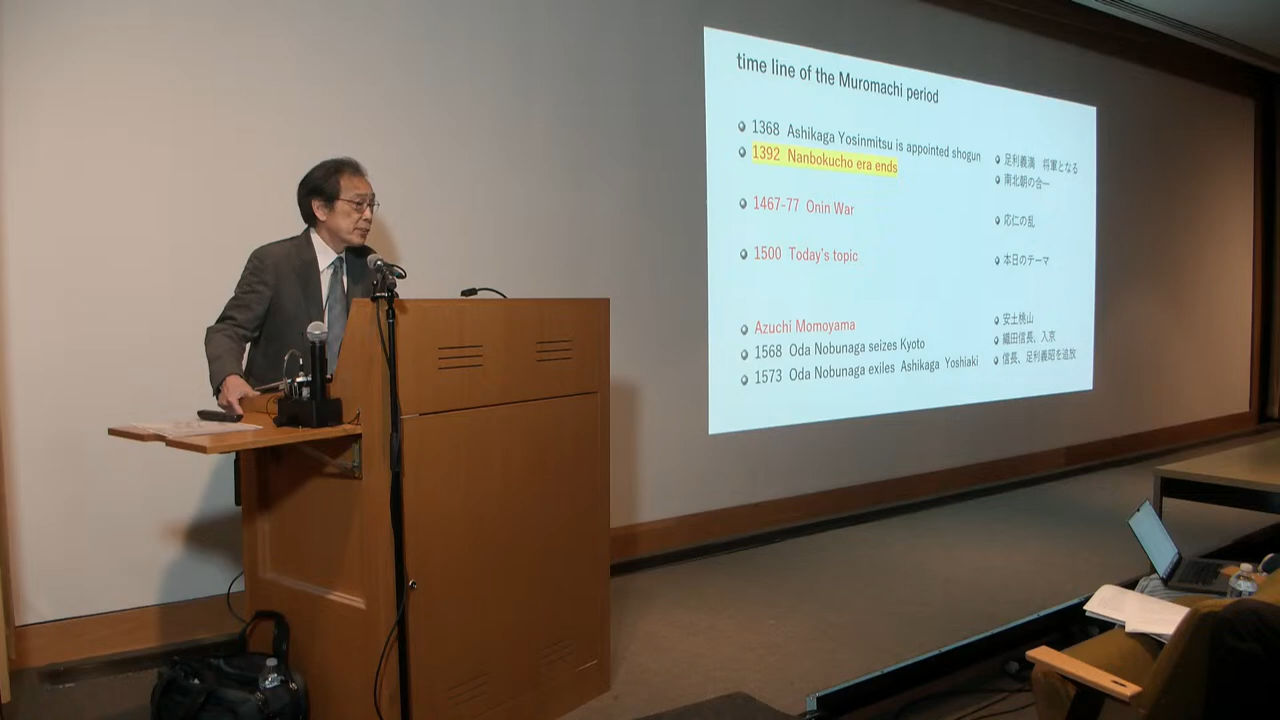 time line of the Muromachi period
1368 Ashikaga Yosinmitsu is appointed shogun
足利義満 将軍となる
1392 Nanbokucho era ends
南北朝の合一
1467-77 Onin War
応仁の乱
1500 Today's topic
本日のテーマ
Azuchi Momoyama
安土桃山
1568 Oda Nobunaga seizes Kyoto
織田信長、入京
1573 Oda Nobunaga exiles Ashikaga Yoshiaki
信長、足利義昭を追放